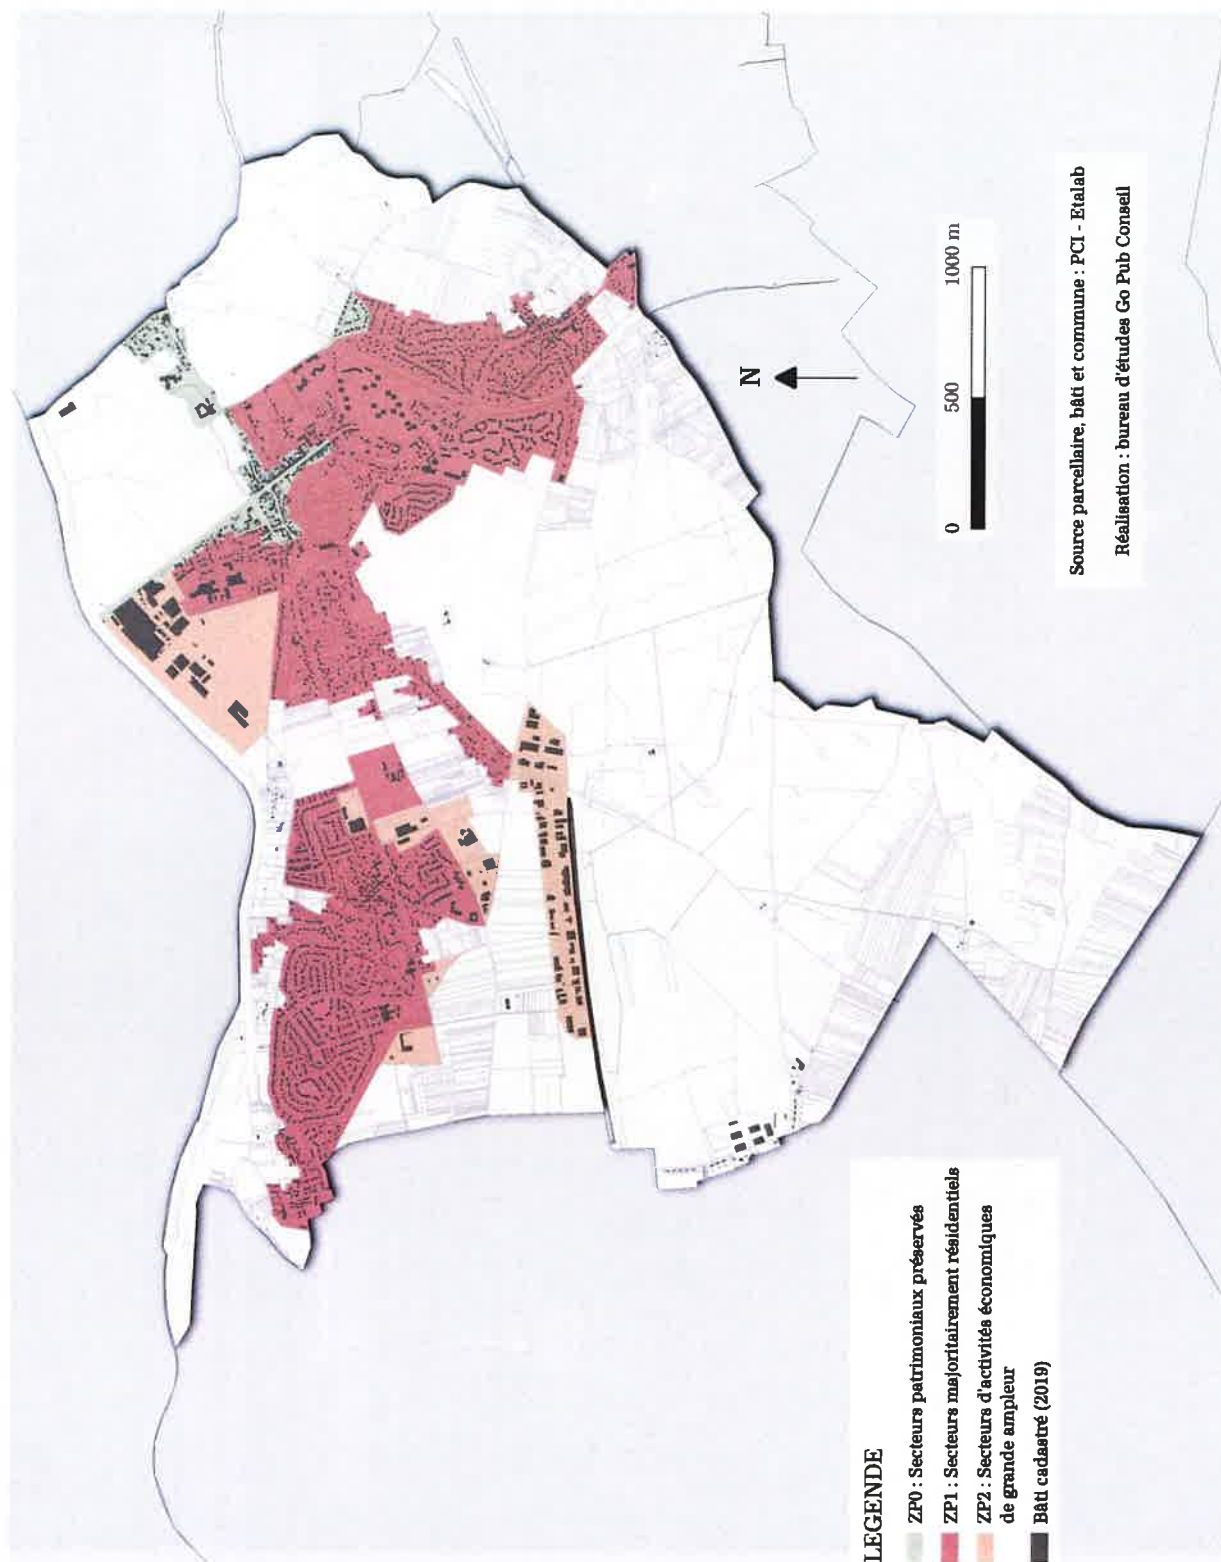 LEGENDE
ZP0 : Secteurs patrimoniaux préservés
ZP1 : Secteurs majoritairement résidentiels
ZP2 : Secteurs d'activités économiques
de grande ampleur
Bâti cadastré (2019)
N
0 500 1000 m
Source parcellaire, bâti et commune : PCI - Etalab
Réalisation : bureau d'études Go Pub Conseil